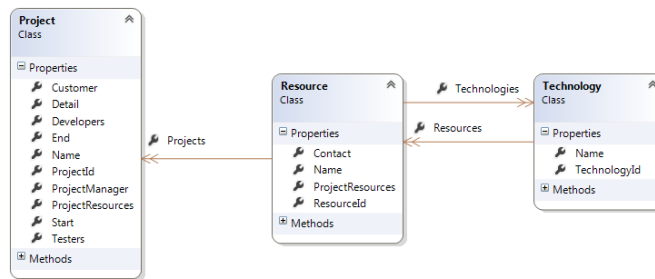 Project
Class
Properties
Customer
Detail
Developers
End
Name
ProjectId
ProjectManager
ProjectResources
Start
Testers
Methods
Projects
Resource
Class
Properties
Contact
Name
ProjectResources
ResourceId
Methods
Technologies
Resources
Technology
Class
Properties
Name
TechnologyId
Methods